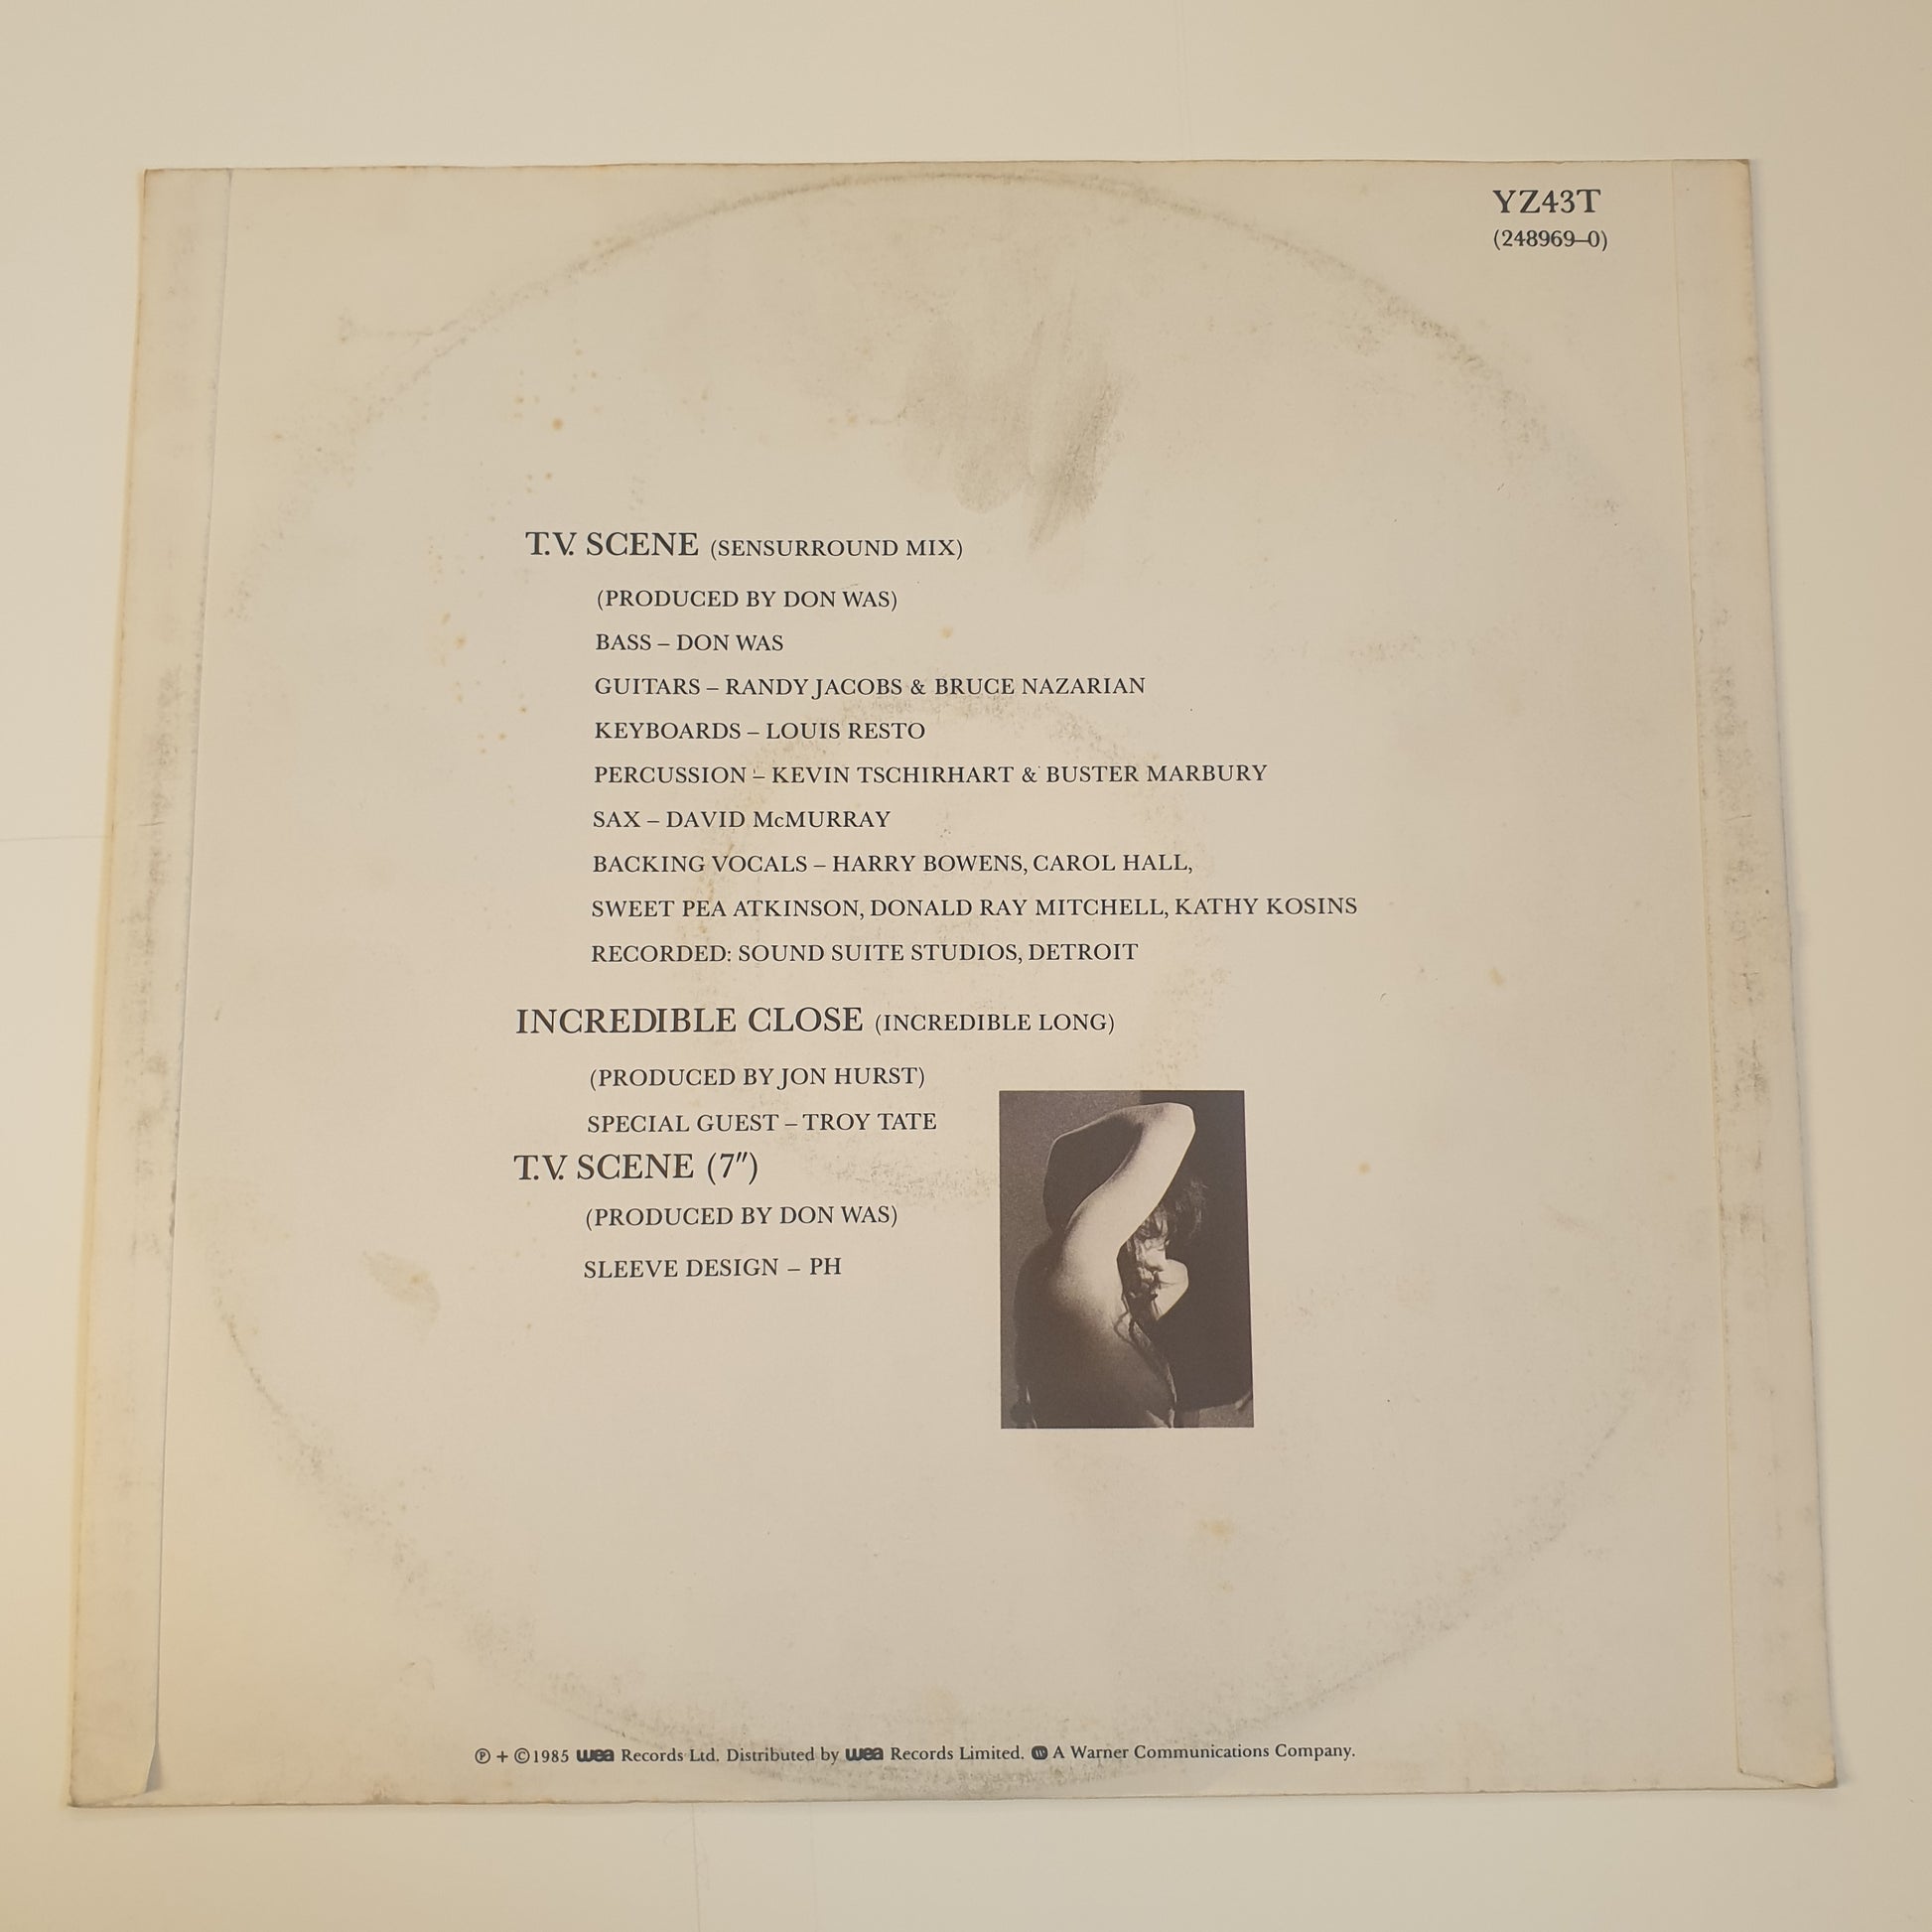 YZ43T
(248969–0)
T.V. SCENE (SENSURROUND MIX)
(PRODUCED BY DON WAS)
BASS – DON WAS
GUITARS – RANDY JACOBS & BRUCE NAZARIAN
KEYBOARDS – LOUIS RESTO
PERCUSSION – KEVIN TSCHIRHART & BUSTER MARBURY
SAX – DAVID McMURRAY
BACKING VOCALS – HARRY BOWENS, CAROL HALL,
SWEET PEA ATKINSON, DONALD RAY MITCHELL, KATHY KOSINS
RECORDED: SOUND SUITE STUDIOS, DETROIT
INCREDIBLE CLOSE (INCREDIBLE LONG)
(PRODUCED BY JON HURST)
SPECIAL GUEST – TROY TATE
T.V. SCENE (7″)
(PRODUCED BY DON WAS)
SLEEVE DESIGN – PH
℗ + ©1985 wea Records Ltd. Distributed by wea Records Limited. W A Warner Communications Company.